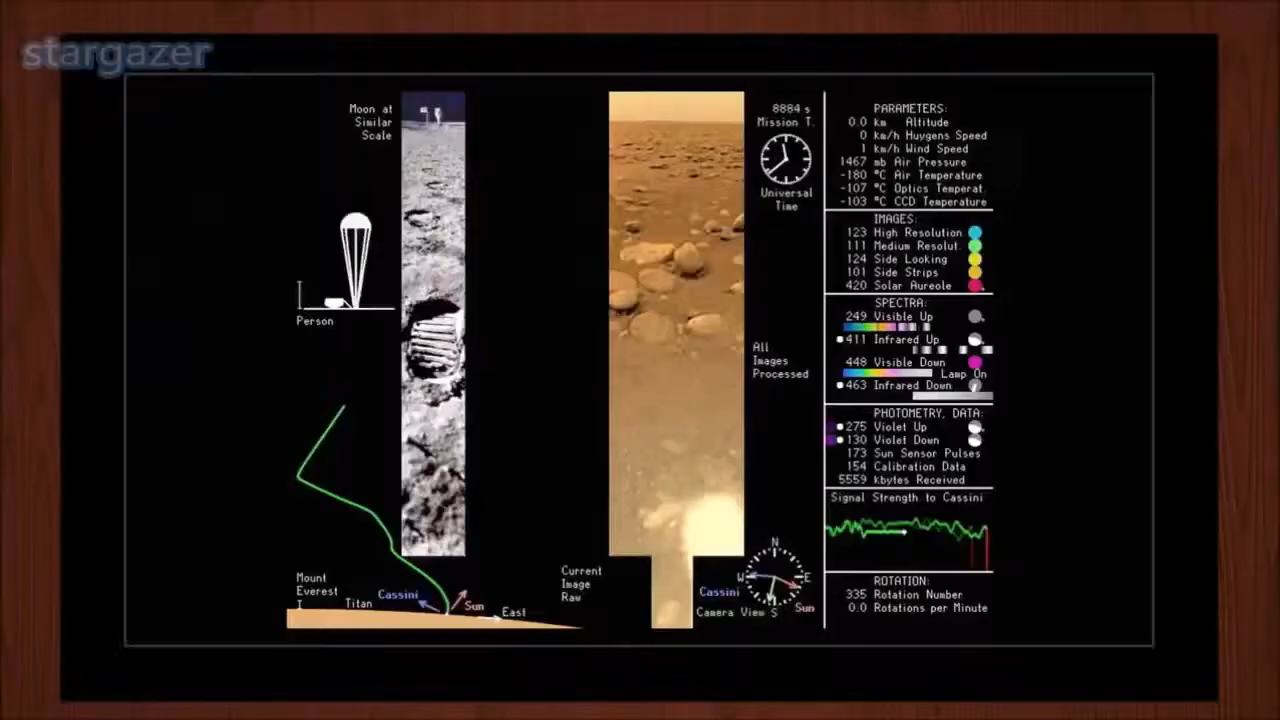 stargazer
Moon at
Similar
Scale
Person
Mount
Everest
Titan
Cassini
Sun
East
8884 s
Mission T.
Universal
Time
All
Images
Processed
Current
Image
Raw
N
W
E
S
Cassini
Sun
Camera View
PARAMETERS:
0.0 km Altitude
0 km/h Huygens Speed
1 km/h Wind Speed
1467 mb Air Pressure
-180 °C Air Temperature
-107 °C Optics Temperat.
-103 °C CCD Temperature
IMAGES:
123 High Resolution
111 Medium Resolut.
124 Side Looking
101 Side Strips
420 Solar Aureole
SPECTRA:
249 Visible Up
411 Infrared Up
448 Visible Down
Lamp On
463 Infrared Down
PHOTOMETRY, DATA:
275 Violet Up
130 Violet Down
173 Sun Sensor Pulses
154 Calibration Data
5559 kbytes Received
Signal Strength to Cassini
ROTATION:
335 Rotation Number
0.0 Rotations per Minute